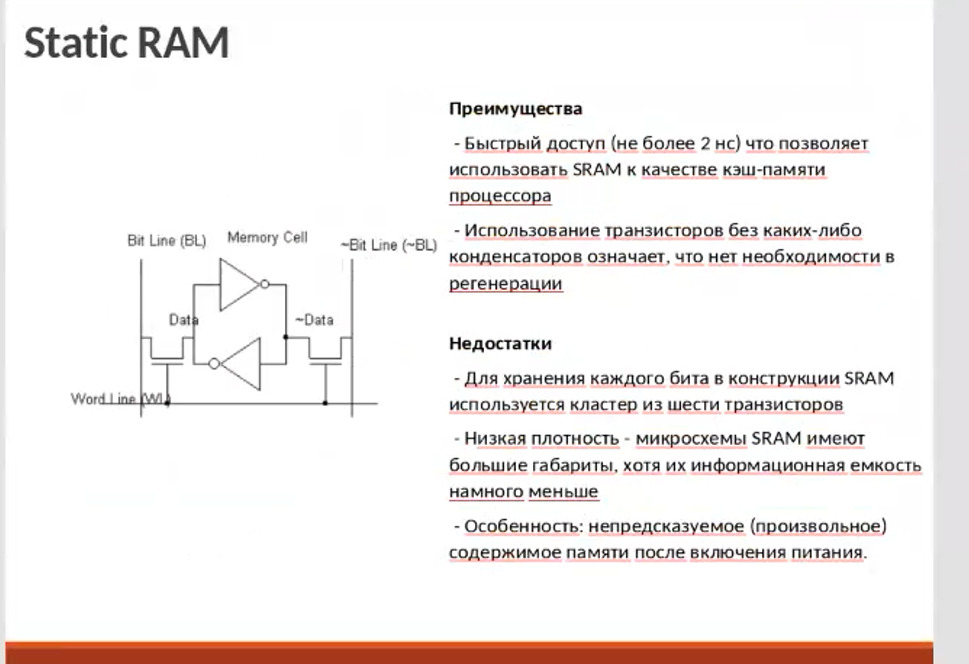 Static RAM
Преимущества
- Быстрый доступ (не более 2 нс) что позволяет
использовать SRAM к качестве кэш-памяти
процессора
- Использование транзисторов без каких-либо
конденсаторов означает, что нет необходимости в
регенерации
Bit Line (BL)
Memory Cell
~Bit Line (~BL)
Data
~Data
Word Line (WL)
Недостатки
- Для хранения каждого бита в конструкции SRAM
используется кластер из шести транзисторов
- Низкая плотность - микросхемы SRAM имеют
большие габариты, хотя их информационная емкость
намного меньше
- Особенность: непредсказуемое (произвольное)
содержимое памяти после включения питания.